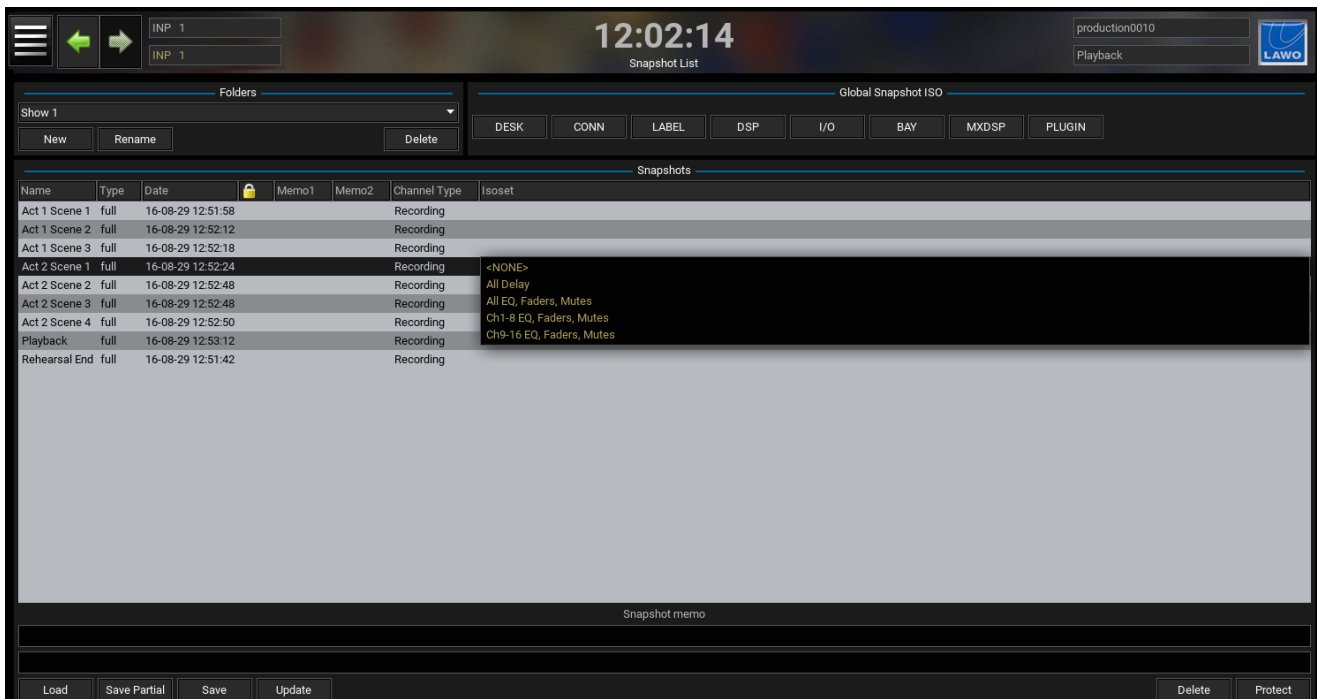 INP 1
INP 1
12:02:14
Snapshot List
production0010
Playback
LAWO
Folders
Show 1
New Rename Delete
Global Snapshot ISO
DESK CONN LABEL DSP I/O BAY MXDSP PLUGIN
Snapshots
Name Type Date Memo1 Memo2 Channel Type Isoset
Act 1 Scene 1 full 16-08-29 12:51:58 Recording
Act 1 Scene 2 full 16-08-29 12:52:12 Recording
Act 1 Scene 3 full 16-08-29 12:52:18 Recording
Act 2 Scene 1 full 16-08-29 12:52:24 Recording
Act 2 Scene 2 full 16-08-29 12:52:48 Recording
Act 2 Scene 3 full 16-08-29 12:52:48 Recording
Act 2 Scene 4 full 16-08-29 12:52:50 Recording
Playback full 16-08-29 12:53:12 Recording
Rehearsal End full 16-08-29 12:51:42 Recording
<NONE>
All Delay
All EQ, Faders, Mutes
Ch1-8 EQ, Faders, Mutes
Ch9-16 EQ, Faders, Mutes
Snapshot memo
Load Save Partial Save Update Delete Protect